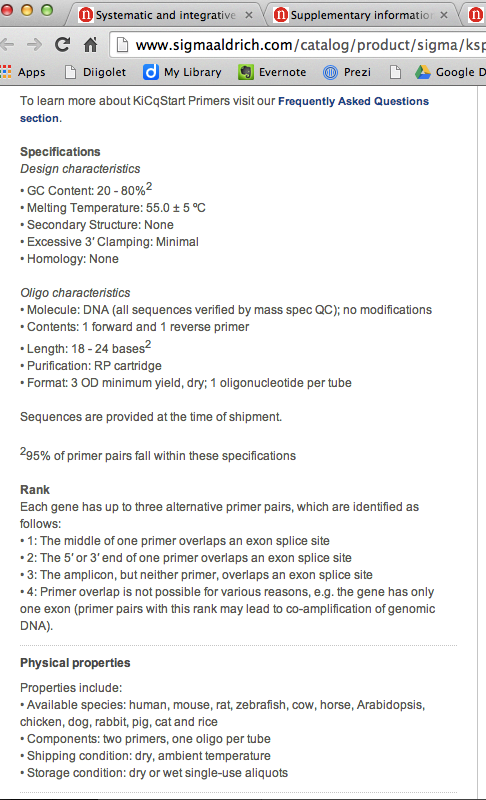 Systematic and integrative
Supplementary information
www.sigmaaldrich.com/catalog/product/sigma/ksp
Apps Diigolet My Library Evernote Prezi Google D
To learn more about KiCqStart Primers visit our Frequently Asked Questions
section.
Specifications
Design characteristics
• GC Content: 20 - 80%2
• Melting Temperature: 55.0 ± 5 ºC
• Secondary Structure: None
• Excessive 3′ Clamping: Minimal
• Homology: None
Oligo characteristics
• Molecule: DNA (all sequences verified by mass spec QC); no modifications
• Contents: 1 forward and 1 reverse primer
• Length: 18 - 24 bases2
• Purification: RP cartridge
• Format: 3 OD minimum yield, dry; 1 oligonucleotide per tube
Sequences are provided at the time of shipment.
295% of primer pairs fall within these specifications
Rank
Each gene has up to three alternative primer pairs, which are identified as
follows:
• 1: The middle of one primer overlaps an exon splice site
• 2: The 5′ or 3′ end of one primer overlaps an exon splice site
• 3: The amplicon, but neither primer, overlaps an exon splice site
• 4: Primer overlap is not possible for various reasons, e.g. the gene has only
one exon (primer pairs with this rank may lead to co-amplification of genomic
DNA).
Physical properties
Properties include:
• Available species: human, mouse, rat, zebrafish, cow, horse, Arabidopsis,
chicken, dog, rabbit, pig, cat and rice
• Components: two primers, one oligo per tube
• Shipping condition: dry, ambient temperature
• Storage condition: dry or wet single-use aliquots